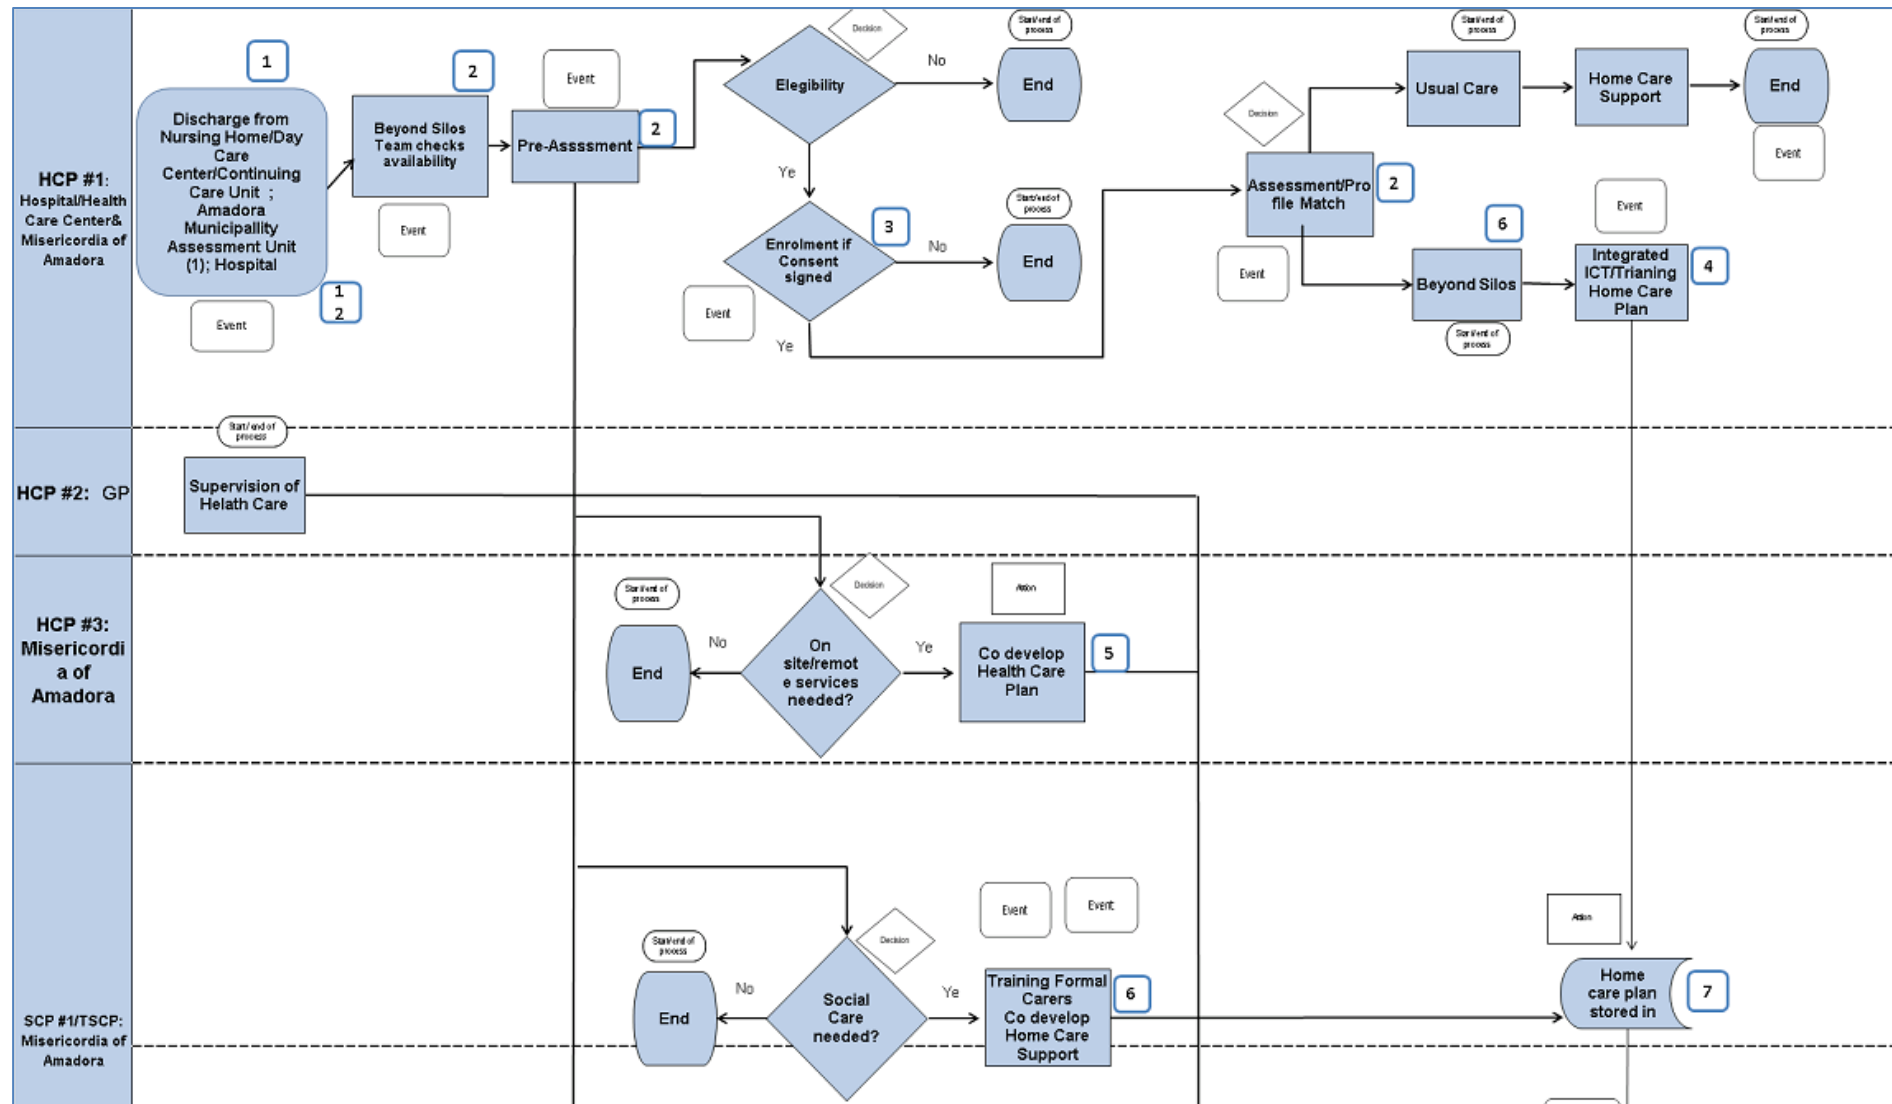 HCP #1:
Hospital/Health
Care Center&
Misericordia of
Amadora
1
Discharge from
Nursing Home/Day
Care
Center/Continuing
Care Unit ;
Amadora
Municipallity
Assessment Unit
(1); Hospital
1
2
Event
2
Beyond Silos
Team checks
availability
Event
Event
Pre-Asssment
2
Decision
Elegibility
No
Start/end of
process
End
Ye
Enrolment if
Consent
signed
3
No
Start/end of
process
End
Event
Ye
Decision
Assessment/Pro
file Match
2
Event
Start/end of
process
Usual Care
Home Care
Support
Start/end of
process
End
Event
6
Beyond Silos
Start/end of
process
Event
Integrated
ICT/Trianing
Home Care
Plan
4
HCP #2: GP
Start/end of
process
Supervision of
Helath Care
HCP #3:
Misericordi
a of
Amadora
Start/end of
process
End
No
Decision
On
site/remot
e services
needed?
Ye
Action
Co develop
Health Care
Plan
5
SCP #1/TSCP:
Misericordia of
Amadora
Start/end of
process
End
No
Decision
Social
Care
needed?
Ye
Event
Event
Training Formal
Carers
Co develop
Home Care
Support
6
Action
Home
care plan
stored in
7